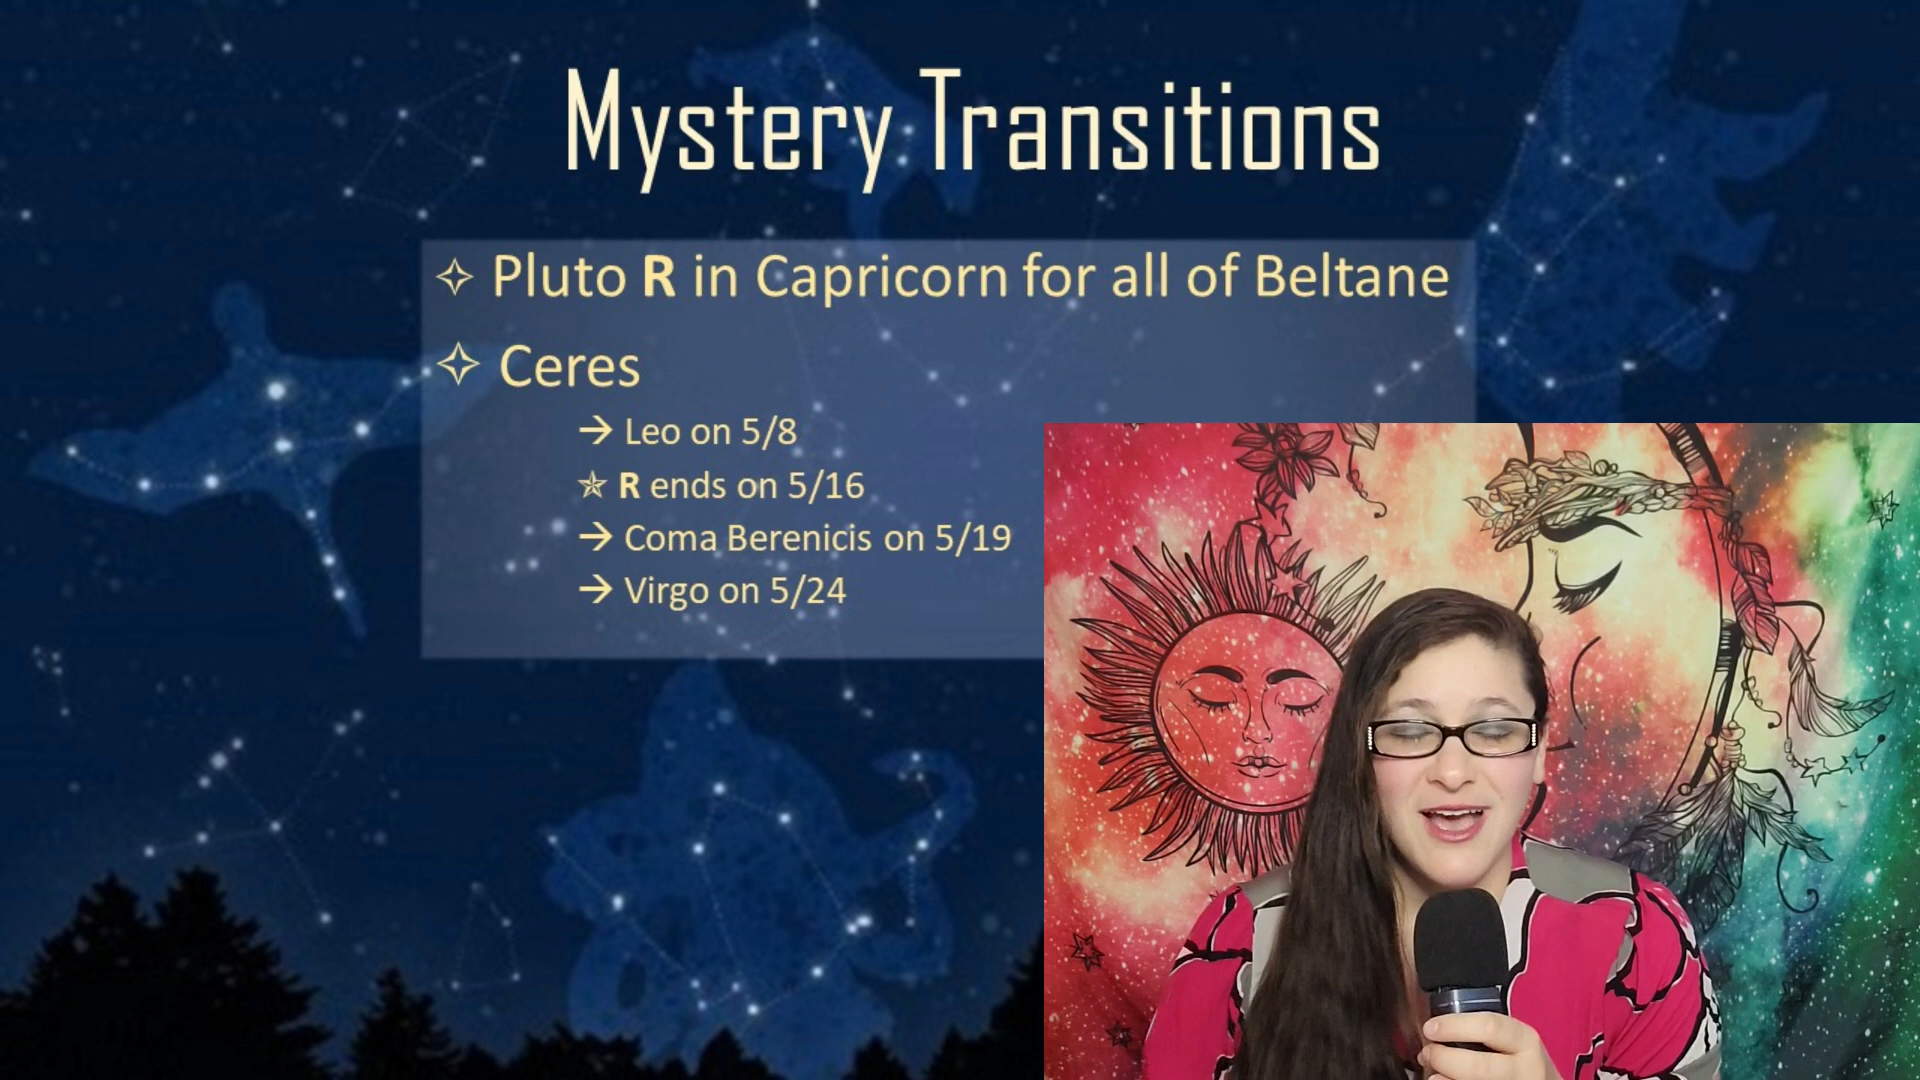 Mystery Transitions
✧ Pluto R in Capricorn for all of Beltane
✧ Ceres
→ Leo on 5/8
✯ R ends on 5/16
→ Coma Berenicis on 5/19
→ Virgo on 5/24